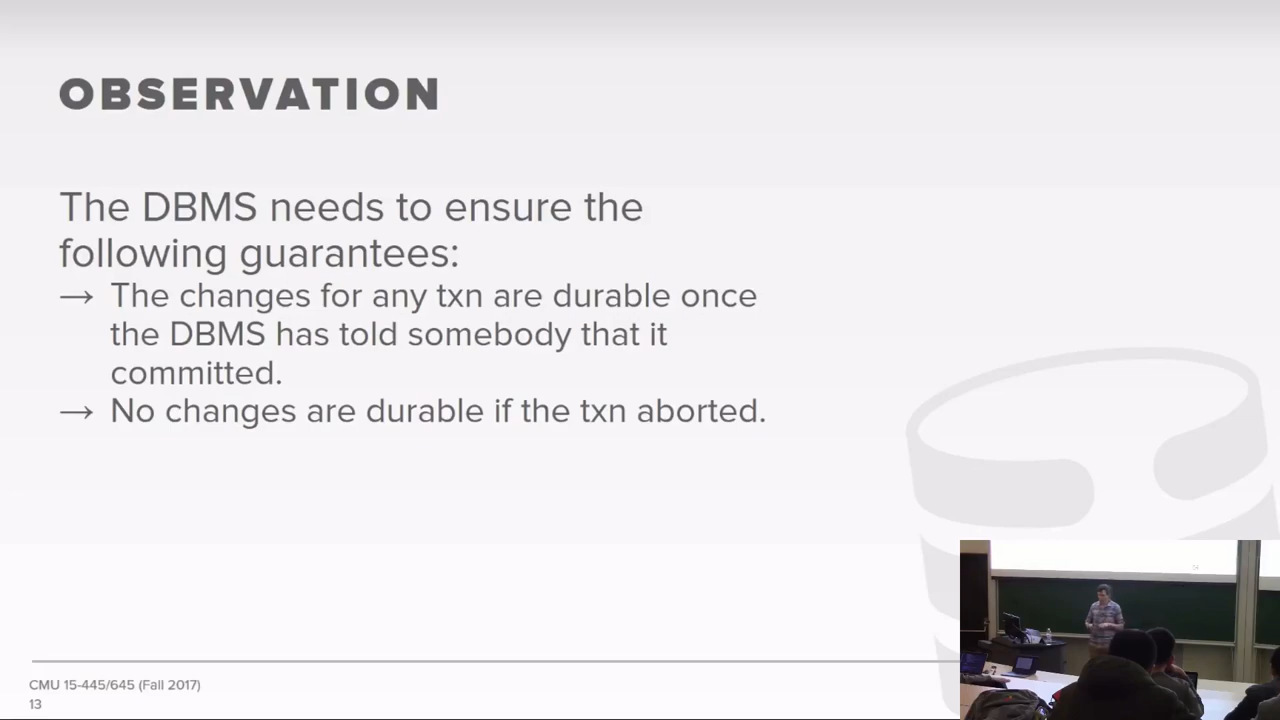 OBSERVATION
The DBMS needs to ensure the
following guarantees:
→ The changes for any txn are durable once
the DBMS has told somebody that it
committed.
→ No changes are durable if the txn aborted.
CMU 15-445/645 (Fall 2017)
13